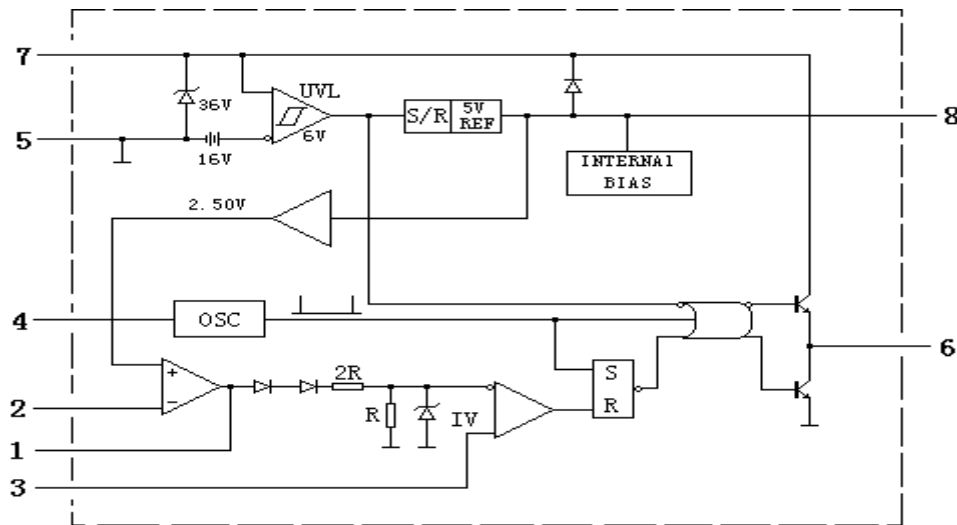 7
UVL
36V
S/R
5V
REF
6V
5
8
16V
INTERNAl
BIAS
2.50V
4
OSC
6
+
2R
S
2
−
R
IV
R
1
3